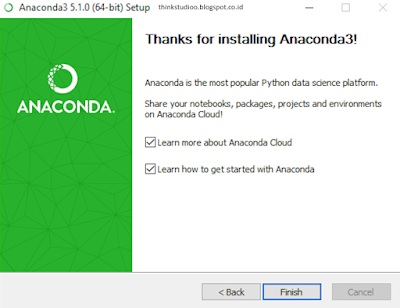 Anaconda3 5.1.0 (64-bit) Setup thinkstudioo.blogspot.co.id
Thanks for installing Anaconda3!
ANACONDA.
Anaconda is the most popular Python data science platform.
Share your notebooks, packages, projects and environments
on Anaconda Cloud!
Learn more about Anaconda Cloud
Learn how to get started with Anaconda
< Back Finish Cancel